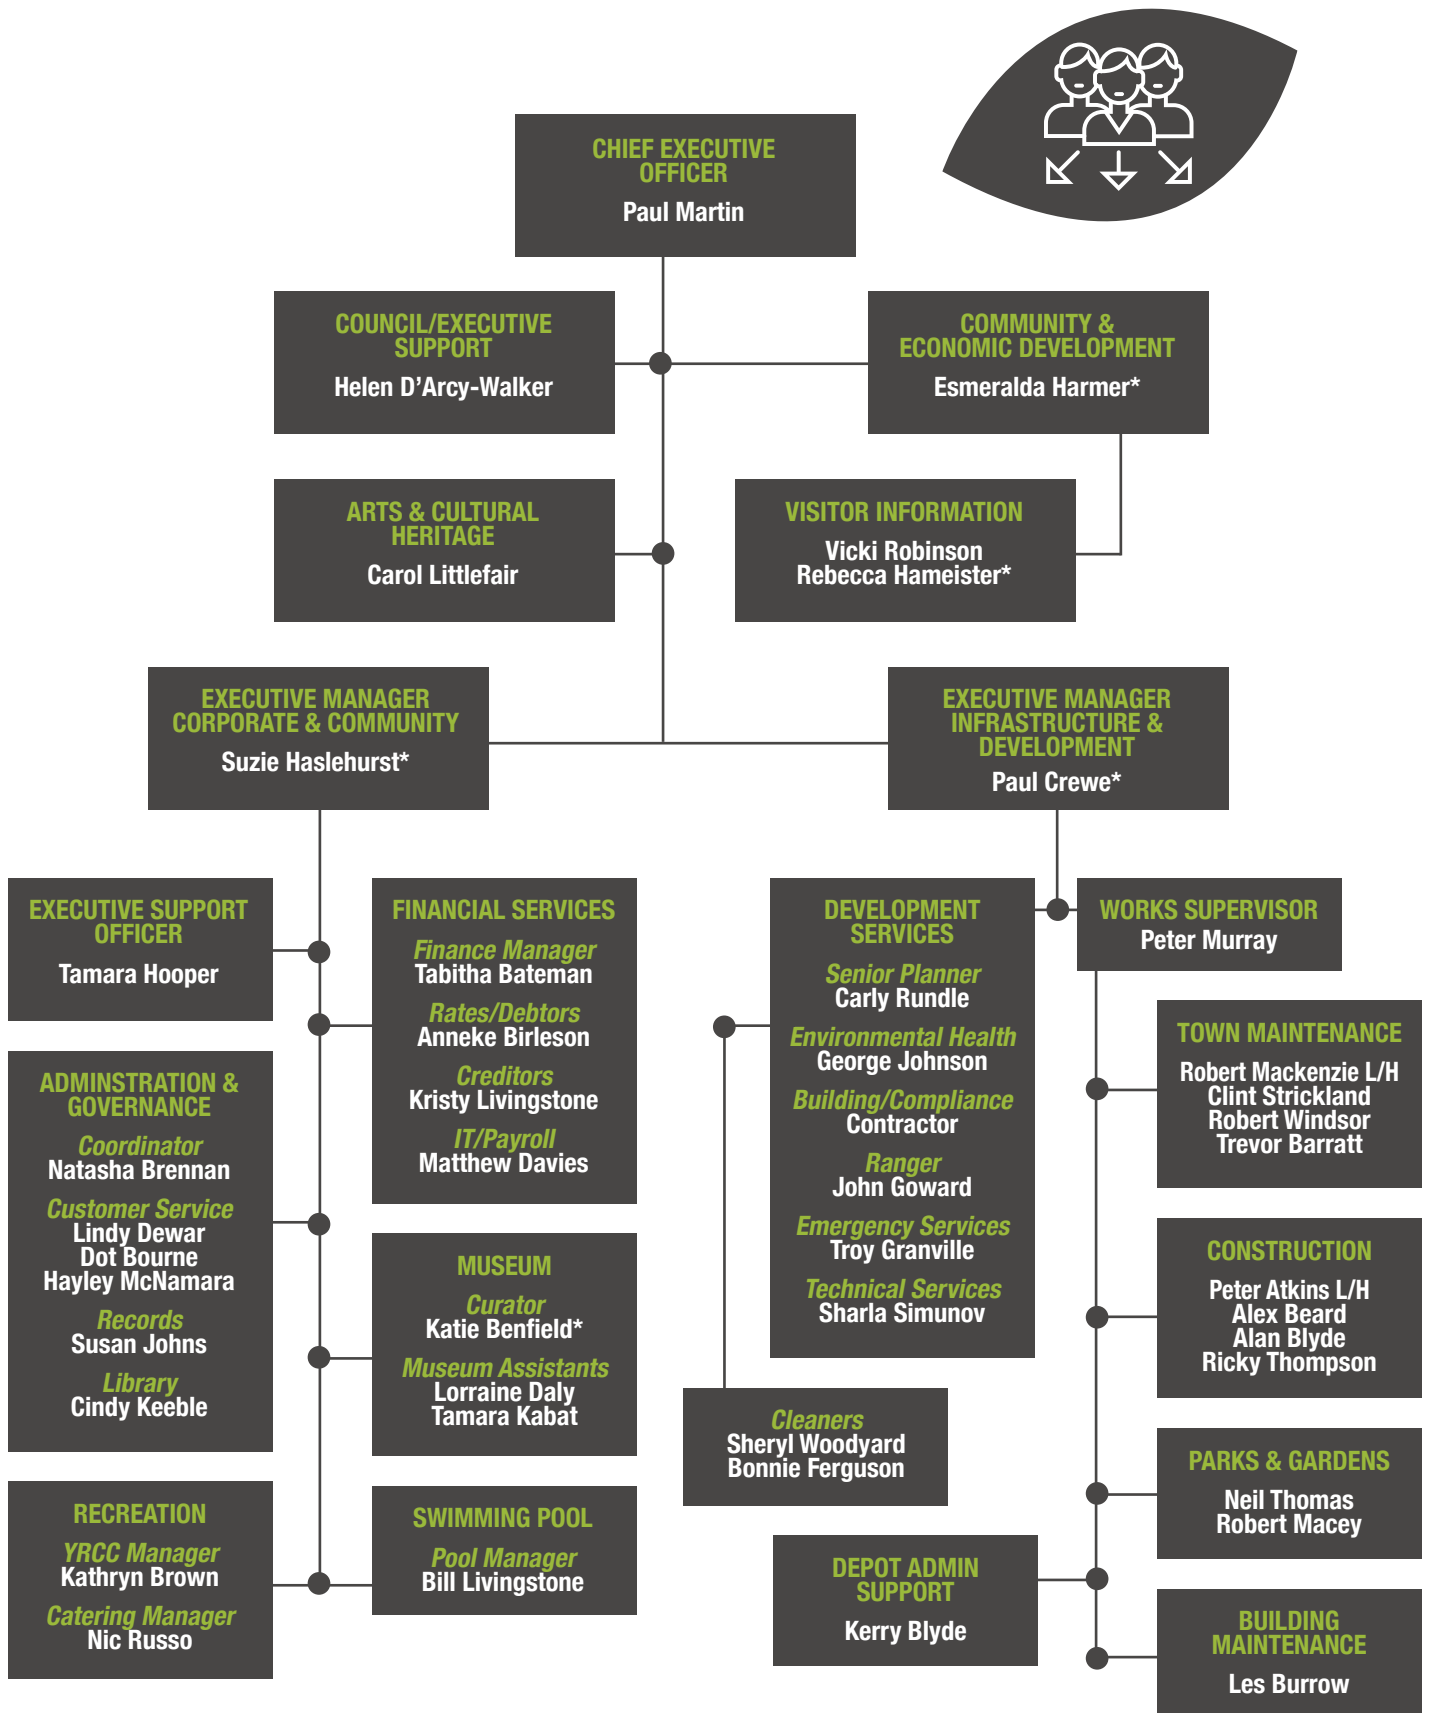 CHIEF EXECUTIVE
OFFICER
Paul Martin
COUNCIL/EXECUTIVE
SUPPORT
Helen D’Arcy-Walker
COMMUNITY &
ECONOMIC DEVELOPMENT
Esmeralda Harmer*
ARTS & CULTURAL
HERITAGE
Carol Littlefair
VISITOR INFORMATION
Vicki Robinson
Rebecca Hameister*
EXECUTIVE MANAGER
CORPORATE & COMMUNITY
Suzie Haslehurst*
EXECUTIVE MANAGER
INFRASTRUCTURE &
DEVELOPMENT
Paul Crewe*
EXECUTIVE SUPPORT
OFFICER
Tamara Hooper
ADMINSTRATION &
GOVERNANCE
Coordinator
Natasha Brennan
Customer Service
Lindy Dewar
Dot Bourne
Hayley McNamara
Records
Susan Johns
Library
Cindy Keeble
RECREATION
YRCC Manager
Kathryn Brown
Catering Manager
Nic Russo
FINANCIAL SERVICES
Finance Manager
Tabitha Bateman
Rates/Debtors
Anneke Birleson
Creditors
Kristy Livingstone
IT/Payroll
Matthew Davies
MUSEUM
Curator
Katie Benfield*
Museum Assistants
Lorraine Daly
Tamara Kabat
SWIMMING POOL
Pool Manager
Bill Livingstone
DEVELOPMENT
SERVICES
Senior Planner
Carly Rundle
Environmental Health
George Johnson
Building/Compliance
Contractor
Ranger
John Goward
Emergency Services
Troy Granville
Technical Services
Sharla Simunov
Cleaners
Sheryl Woodyard
Bonnie Ferguson
DEPOT ADMIN
SUPPORT
Kerry Blyde
WORKS SUPERVISOR
Peter Murray
TOWN MAINTENANCE
Robert Mackenzie L/H
Clint Strickland
Robert Windsor
Trevor Barratt
CONSTRUCTION
Peter Atkins L/H
Alex Beard
Alan Blyde
Ricky Thompson
PARKS & GARDENS
Neil Thomas
Robert Macey
BUILDING
MAINTENANCE
Les Burrow